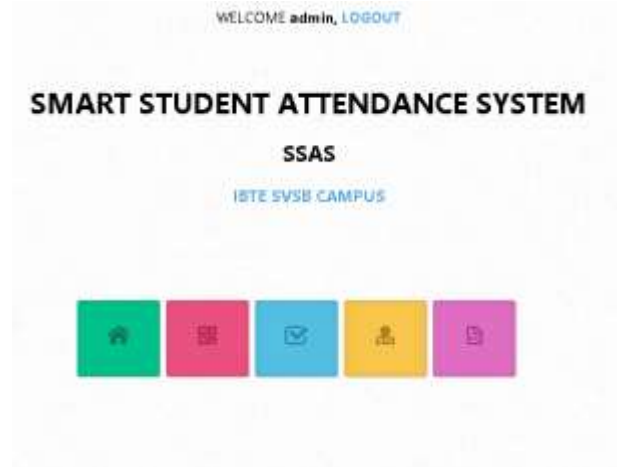 WELCOME admin, LOGOUT
SMART STUDENT ATTENDANCE SYSTEM
SSAS
IBTE SVSB CAMPUS